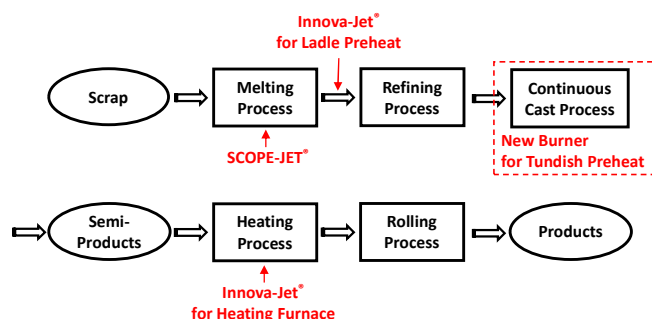 Innova-Jet®
for Ladle Preheat
Scrap
Melting
Process
Refining
Process
Continuous
Cast Process
SCOPE-JET®
New Burner
for Tundish Preheat
Semi-
Products
Heating
Process
Rolling
Process
Products
Innova-Jet®
for Heating Furnace